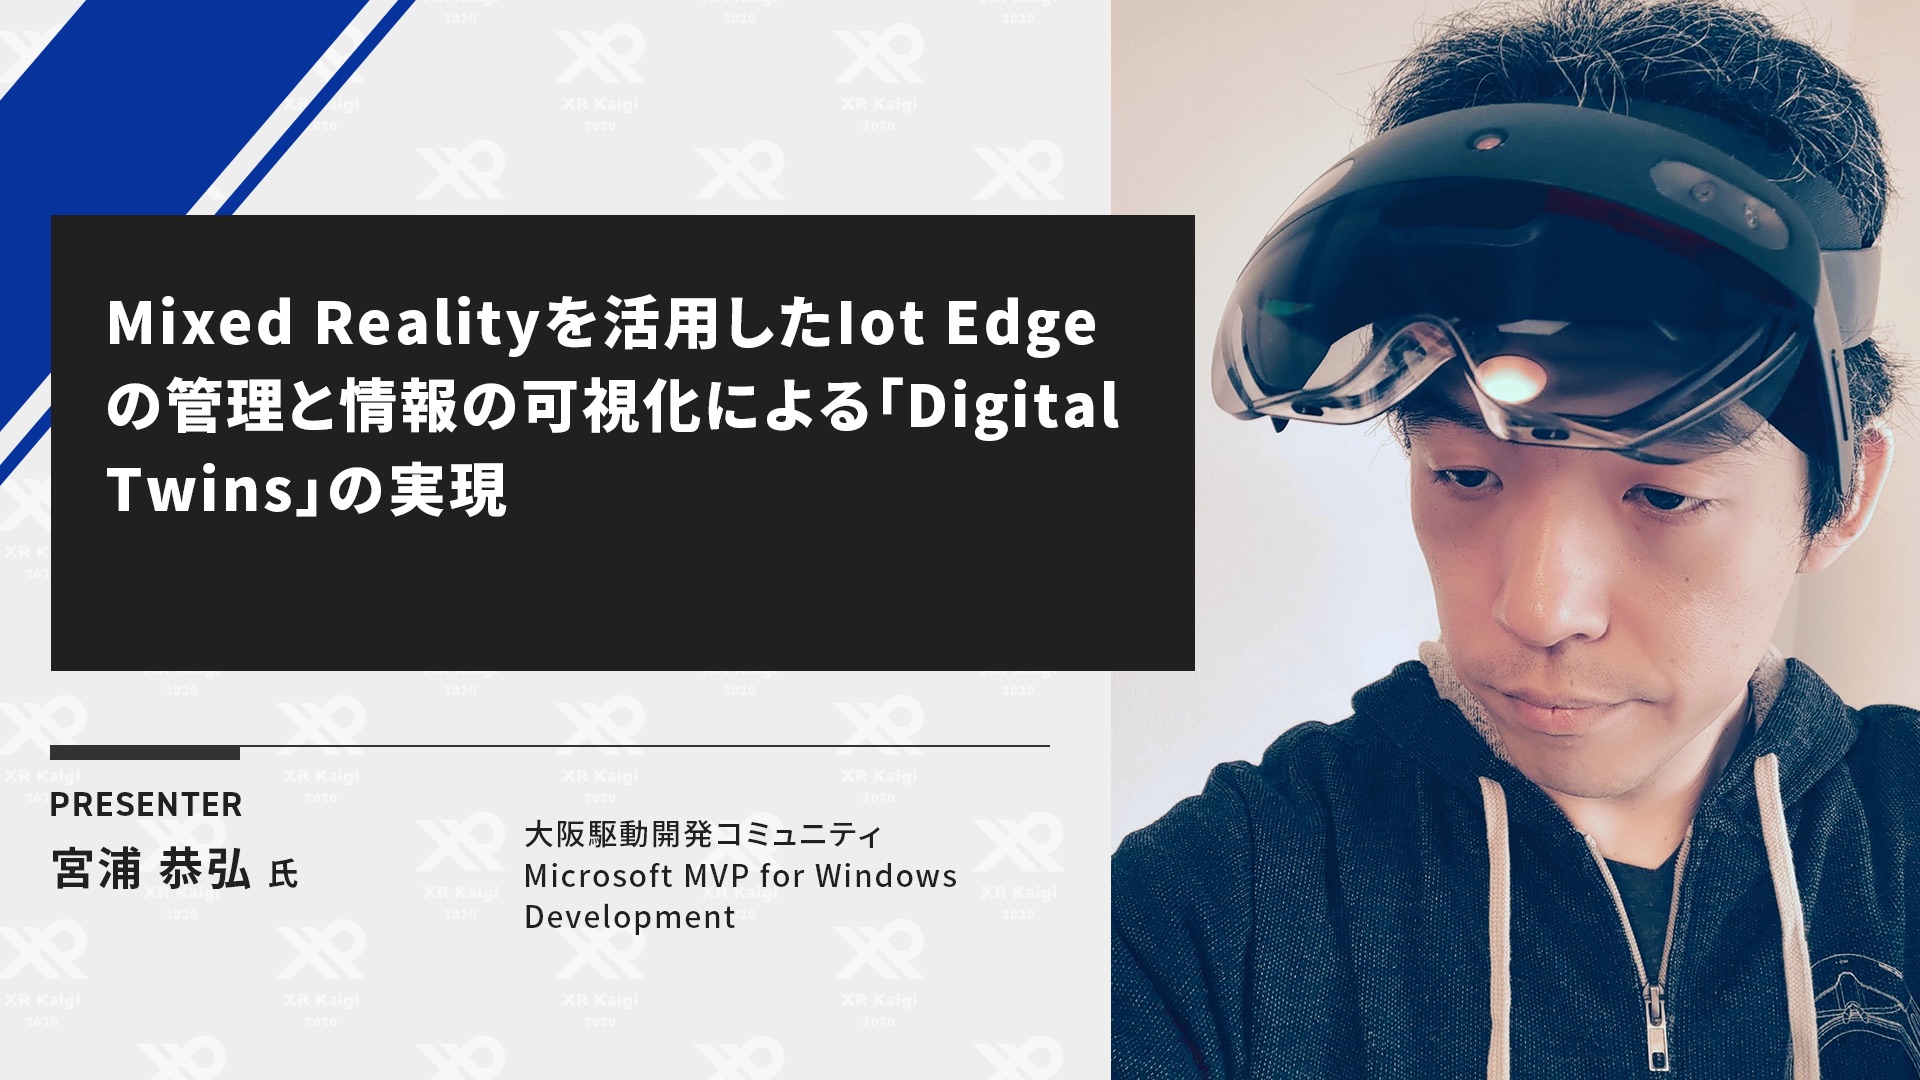 Mixed Realityを活用したIot Edge
の管理と情報の可視化による「Digital
Twins」の実現
PRESENTER
宮浦 恭弘 氏
大阪駆動開発コミュニティ
Microsoft MVP for Windows
Development
XR Kaigi
2020